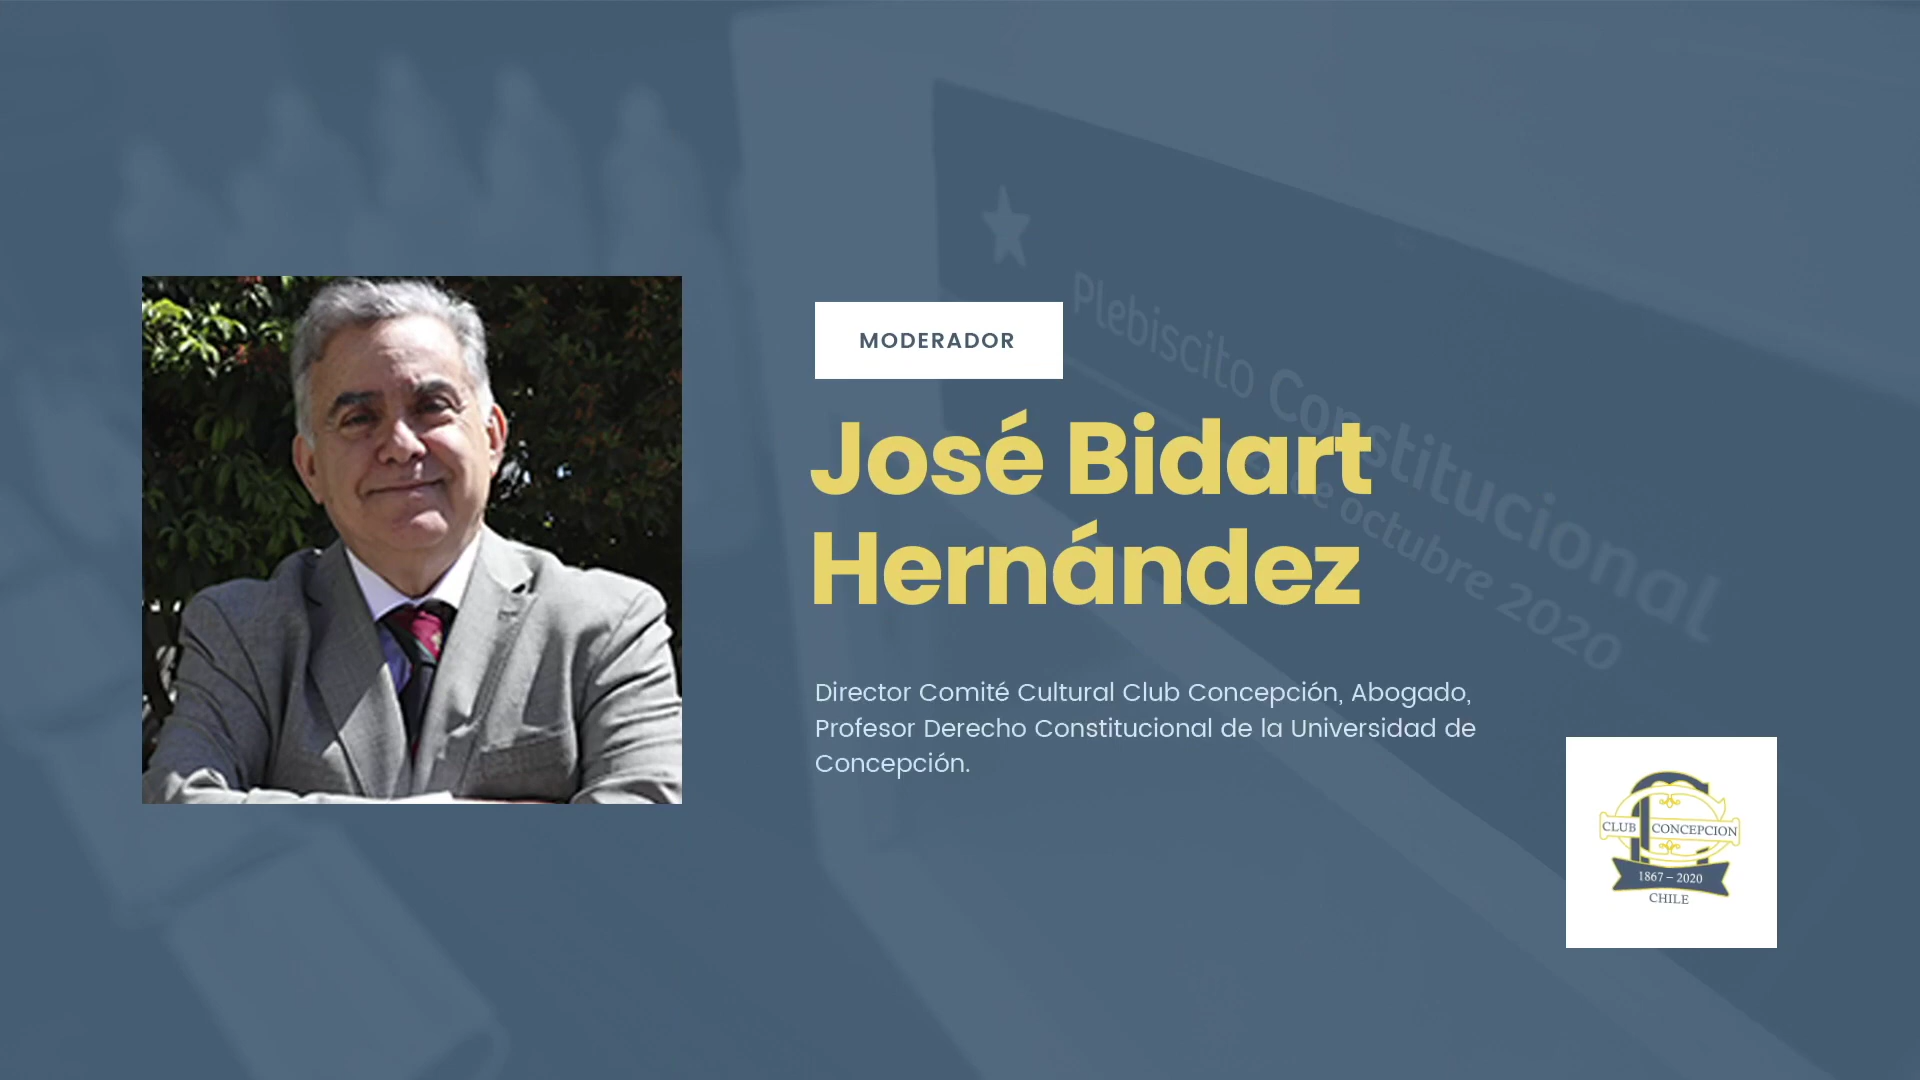 MODERADOR
José Bidart
Hernández
Director Comité Cultural Club Concepción, Abogado,
Profesor Derecho Constitucional de la Universidad de
Concepción.
Plebiscito Constitucional
de octubre 2020
CLUB CONCEPCION
1867 – 2020
CHILE